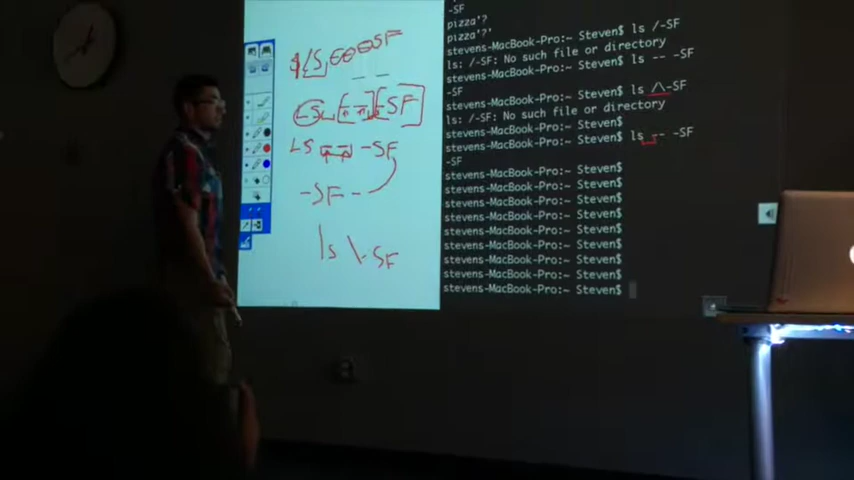 LS -- -SF
-SF -
ls \-SF
-SF
pizza'?
pizza'?'
stevens-MacBook-Pro:~ Steven$ ls /-SF
ls: /-SF: No such file or directory
stevens-MacBook-Pro:~ Steven$ ls -- -SF
-SF
stevens-MacBook-Pro:~ Steven$ ls /\-SF
ls: /-SF: No such file or directory
stevens-MacBook-Pro:~ Steven$
stevens-MacBook-Pro:~ Steven$ ls -- -SF
-SF
stevens-MacBook-Pro:~ Steven$
stevens-MacBook-Pro:~ Steven$
stevens-MacBook-Pro:~ Steven$
stevens-MacBook-Pro:~ Steven$
stevens-MacBook-Pro:~ Steven$
stevens-MacBook-Pro:~ Steven$
stevens-MacBook-Pro:~ Steven$
stevens-MacBook-Pro:~ Steven$
stevens-MacBook-Pro:~ Steven$